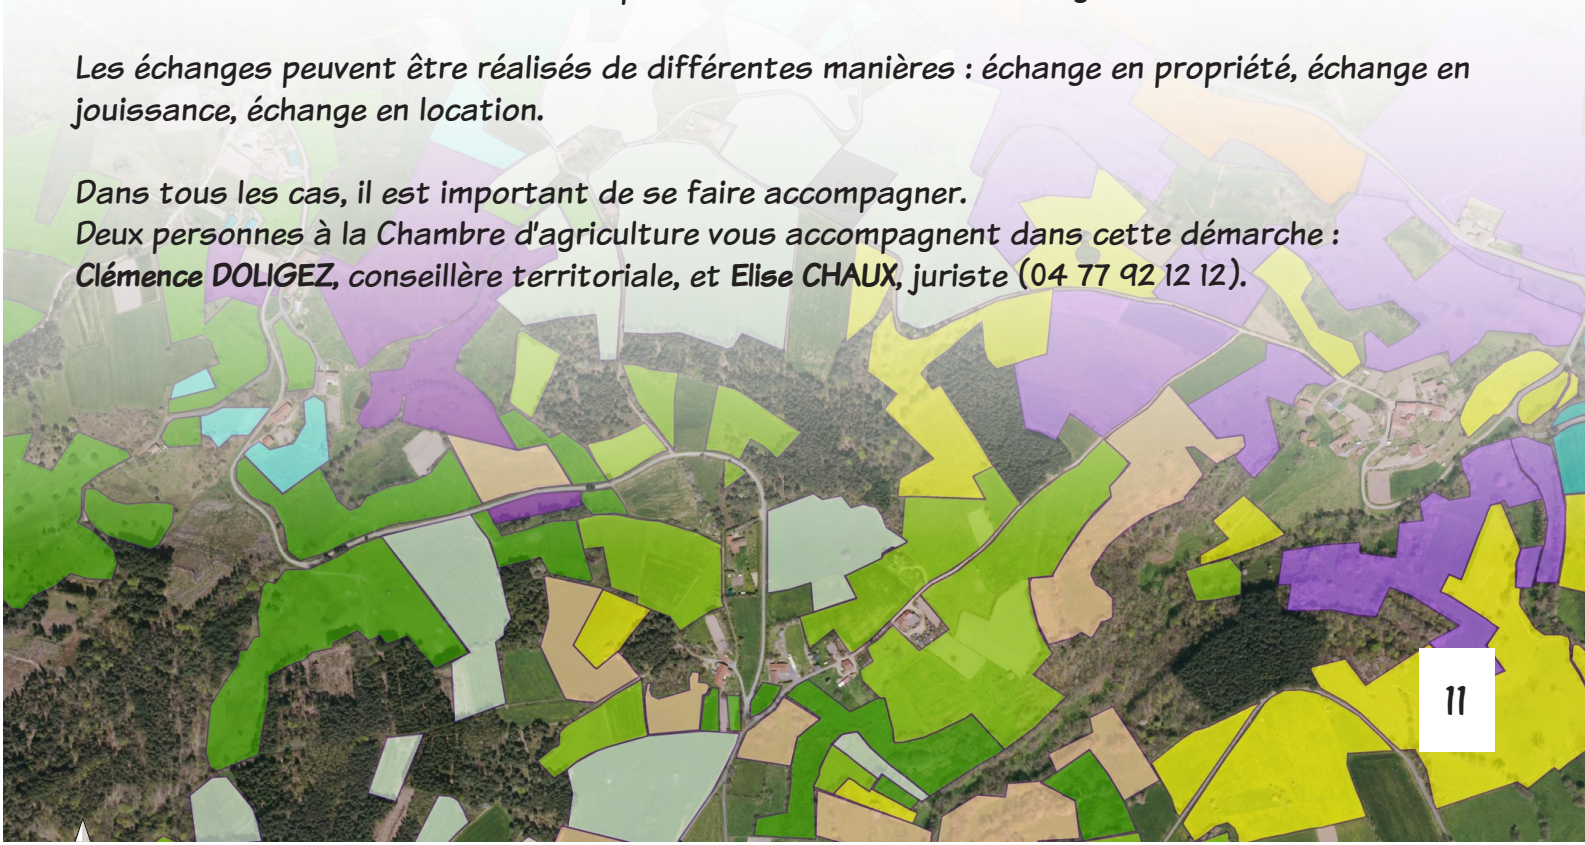 Les échanges peuvent être réalisés de différentes manières : échange en propriété, échange en
jouissance, échange en location.
Dans tous les cas, il est important de se faire accompagner.
Deux personnes à la Chambre d'agriculture vous accompagnent dans cette démarche :
Clémence DOLIGEZ, conseillère territoriale, et Elise CHAUX, juriste (04 77 92 12 12).
11